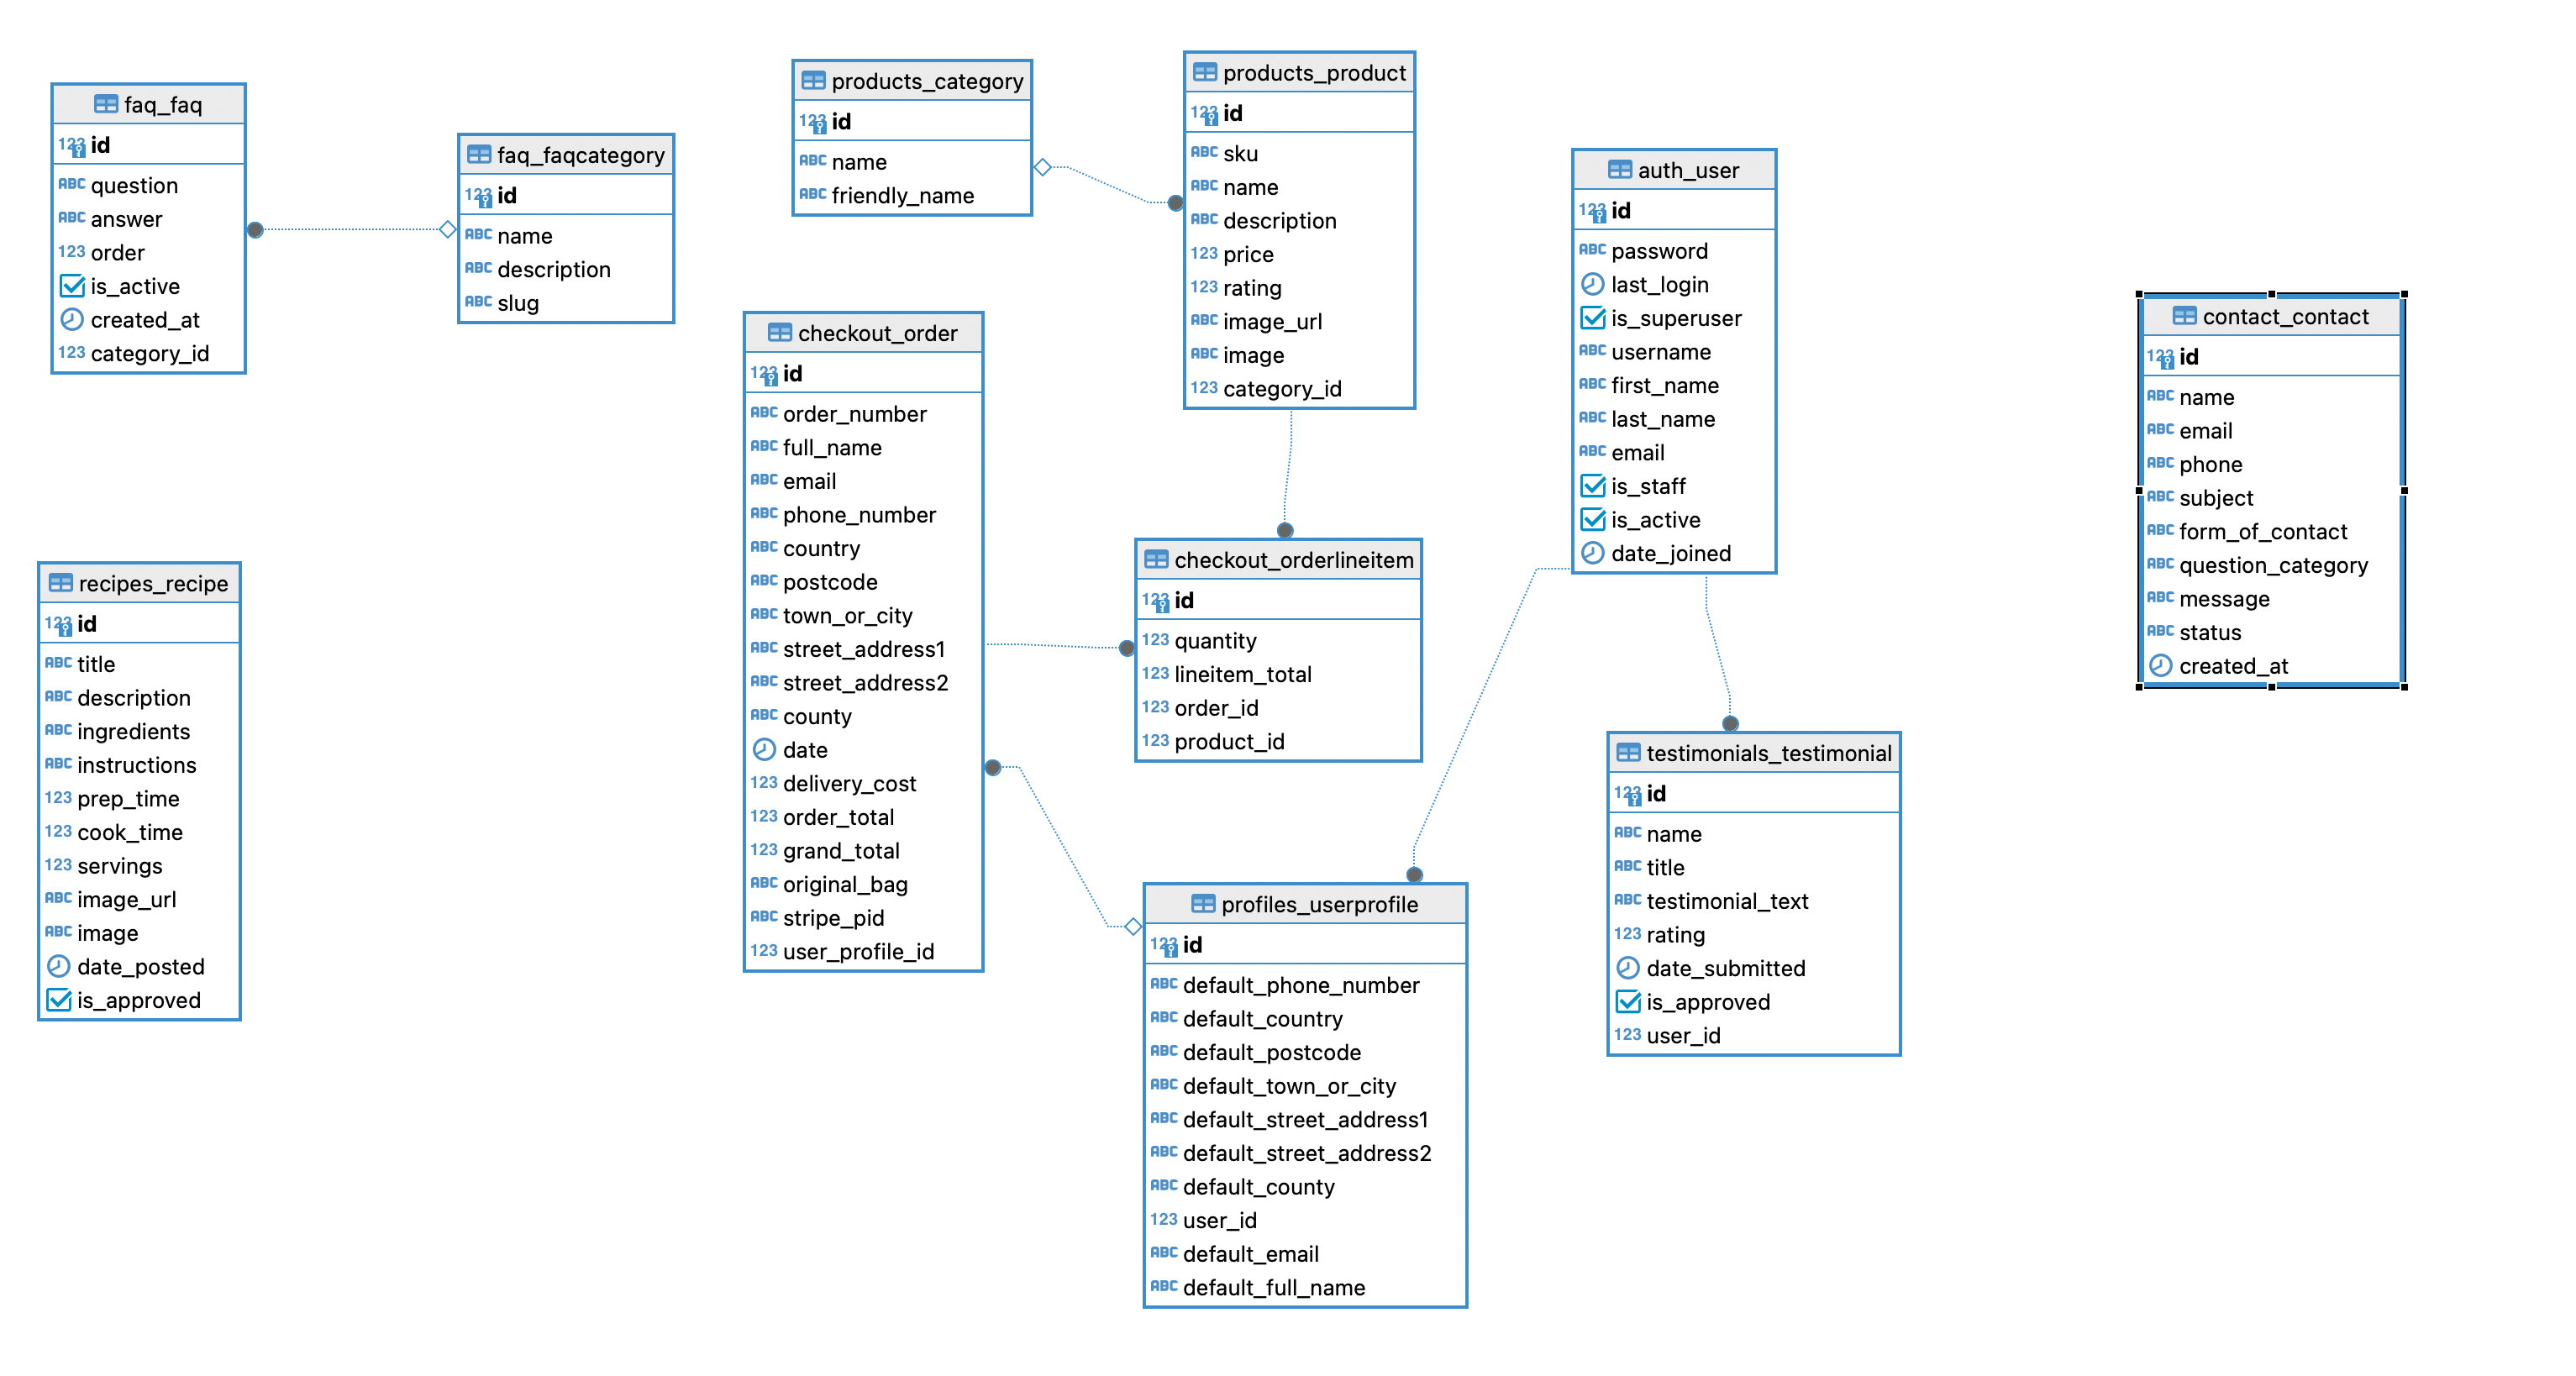 faq_faq
123 id
ABC question
ABC answer
123 order
is_active
created_at
123 category_id
faq_faqcategory
123 id
ABC name
ABC description
ABC slug
products_category
123 id
ABC name
ABC friendly_name
products_product
123 id
ABC sku
ABC name
ABC description
123 price
123 rating
ABC image_url
ABC image
123 category_id
auth_user
123 id
ABC password
last_login
is_superuser
ABC username
ABC first_name
ABC last_name
ABC email
is_staff
is_active
date_joined
contact_contact
123 id
ABC name
ABC email
ABC phone
ABC subject
ABC form_of_contact
ABC question_category
ABC message
ABC status
created_at
checkout_order
123 id
ABC order_number
ABC full_name
ABC email
ABC phone_number
ABC country
ABC postcode
ABC town_or_city
ABC street_address1
ABC street_address2
ABC county
date
123 delivery_cost
123 order_total
123 grand_total
ABC original_bag
ABC stripe_pid
123 user_profile_id
checkout_orderlineitem
123 id
123 quantity
123 lineitem_total
123 order_id
123 product_id
recipes_recipe
123 id
ABC title
ABC description
ABC ingredients
ABC instructions
123 prep_time
123 cook_time
123 servings
ABC image_url
ABC image
date_posted
is_approved
testimonials_testimonial
123 id
ABC name
ABC title
ABC testimonial_text
123 rating
date_submitted
is_approved
123 user_id
profiles_userprofile
123 id
ABC default_phone_number
ABC default_country
ABC default_postcode
ABC default_town_or_city
ABC default_street_address1
ABC default_street_address2
ABC default_county
123 user_id
ABC default_email
ABC default_full_name